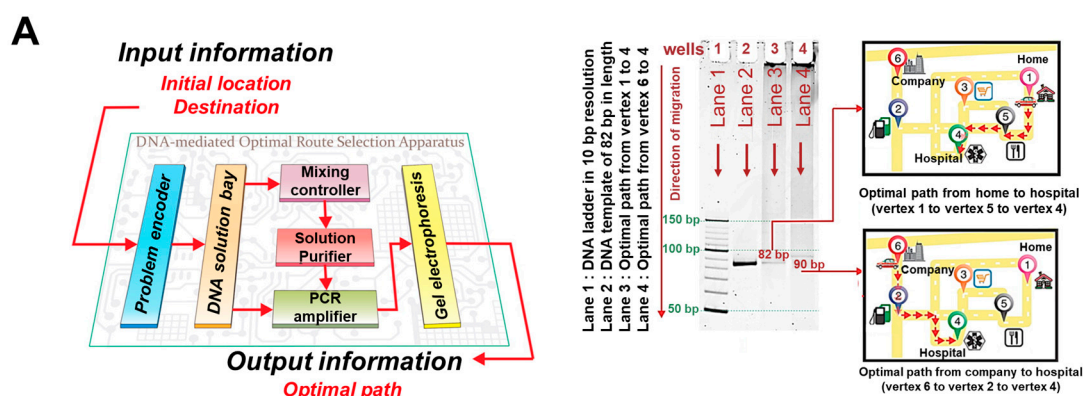 A
Input information
Initial location
Destination
DNA-mediated Optimal Route Selection Apparatus
Problem encoder
DNA solution bay
Mixing
controller
Solution
Purifier
PCR
amplifier
Gel electrophoresis
Output information
Optimal path
Lane 1 : DNA ladder in 10 bp resolution
Lane 2 : DNA template of 82 bp in length
Lane 3 : Optimal path from vertex 1 to 4
Lane 4 : Optimal path from vertex 6 to 4
wells 1 2 3 4
Direction of migration
Lane 1
Lane 2
Lane 3
Lane 4
150 bp
100 bp
50 bp
82 bp
90 bp
6
Company
Home
1
3
2
5
4
Hospital
Optimal path from home to hospital
(vertex 1 to vertex 5 to vertex 4)
6
Company
Home
1
3
2
5
4
Hospital
Optimal path from company to hospital
(vertex 6 to vertex 2 to vertex 4)